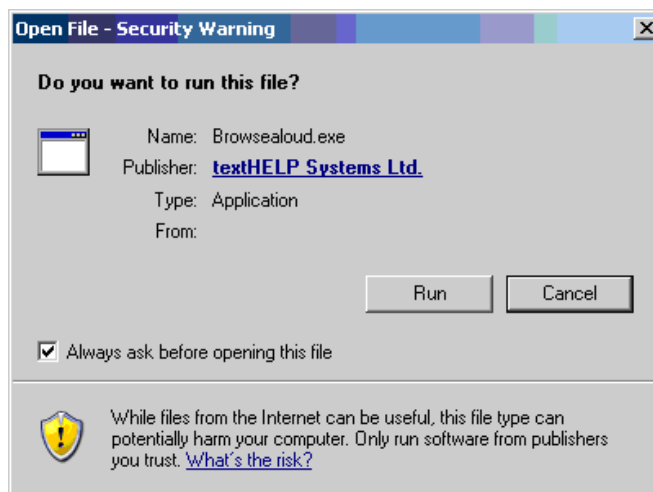 Open File - Security Warning
Do you want to run this file?
Name: Browsealoud.exe
Publisher: textHELP Systems Ltd.
Type: Application
From:
Run Cancel
Always ask before opening this file
While files from the Internet can be useful, this file type can
potentially harm your computer. Only run software from publishers
you trust. What's the risk?